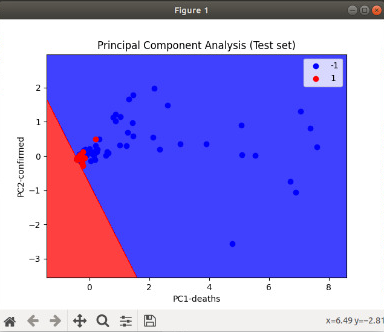 Figure 1
Principal Component Analysis (Test set)
-1
1
2
1
0
−1
−2
−3
PC2-confirmed
0
2
4
6
8
PC1-deaths
x=6.49 y=−2.81